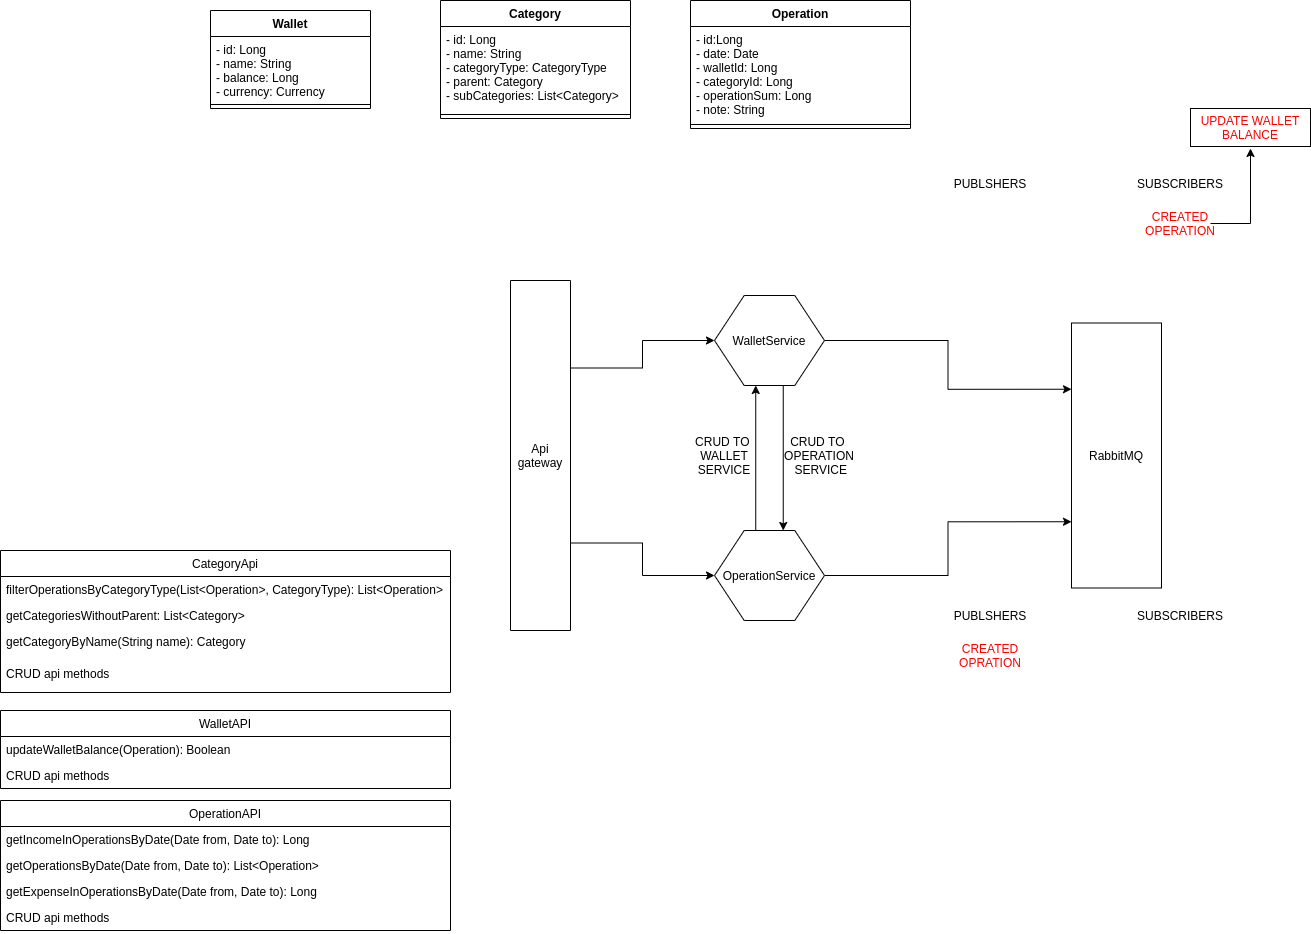 Wallet
- id: Long
- name: String
- balance: Long
- currency: Currency
Category
- id: Long
- name: String
- categoryType: CategoryType
- parent: Category
- subCategories: List<Category>
Operation
- id:Long
- date: Date
- walletId: Long
- categoryId: Long
- operationSum: Long
- note: String
UPDATE WALLET
BALANCE
PUBLSHERS
SUBSCRIBERS
CREATED
OPERATION
Api
gateway
WalletService
CRUD TO
WALLET
SERVICE
CRUD TO
OPERATION
SERVICE
OperationService
RabbitMQ
PUBLSHERS
SUBSCRIBERS
CREATED
OPRATION
CategoryApi
filterOperationsByCategoryType(List<Operation>, CategoryType): List<Operation>
getCategoriesWithoutParent: List<Category>
getCategoryByName(String name): Category
CRUD api methods
WalletAPI
updateWalletBalance(Operation): Boolean
CRUD api methods
OperationAPI
getIncomeInOperationsByDate(Date from, Date to): Long
getOperationsByDate(Date from, Date to): List<Operation>
getExpenseInOperationsByDate(Date from, Date to): Long
CRUD api methods